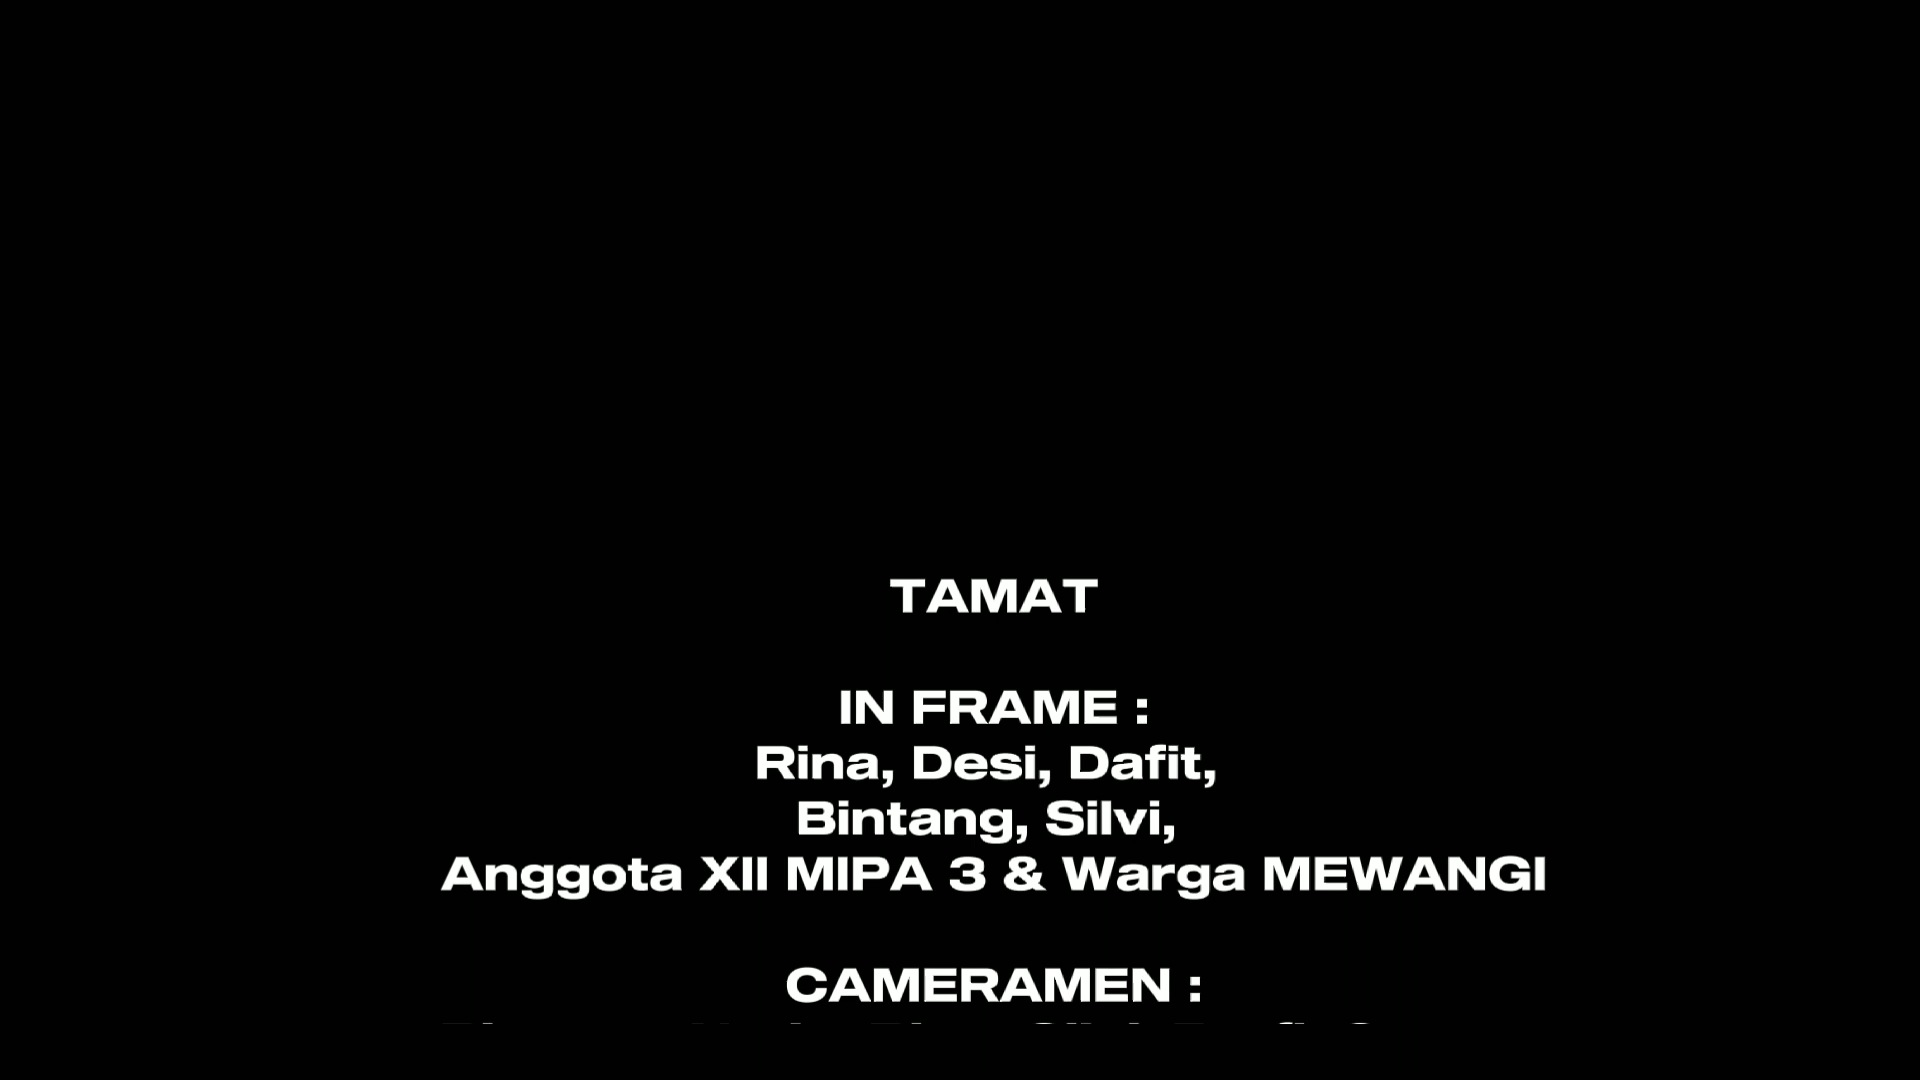 TAMAT
IN FRAME :
Rina, Desi, Dafit,
Bintang, Silvi,
Anggota XII MIPA 3 & Warga MEWANGI
CAMERAMEN :